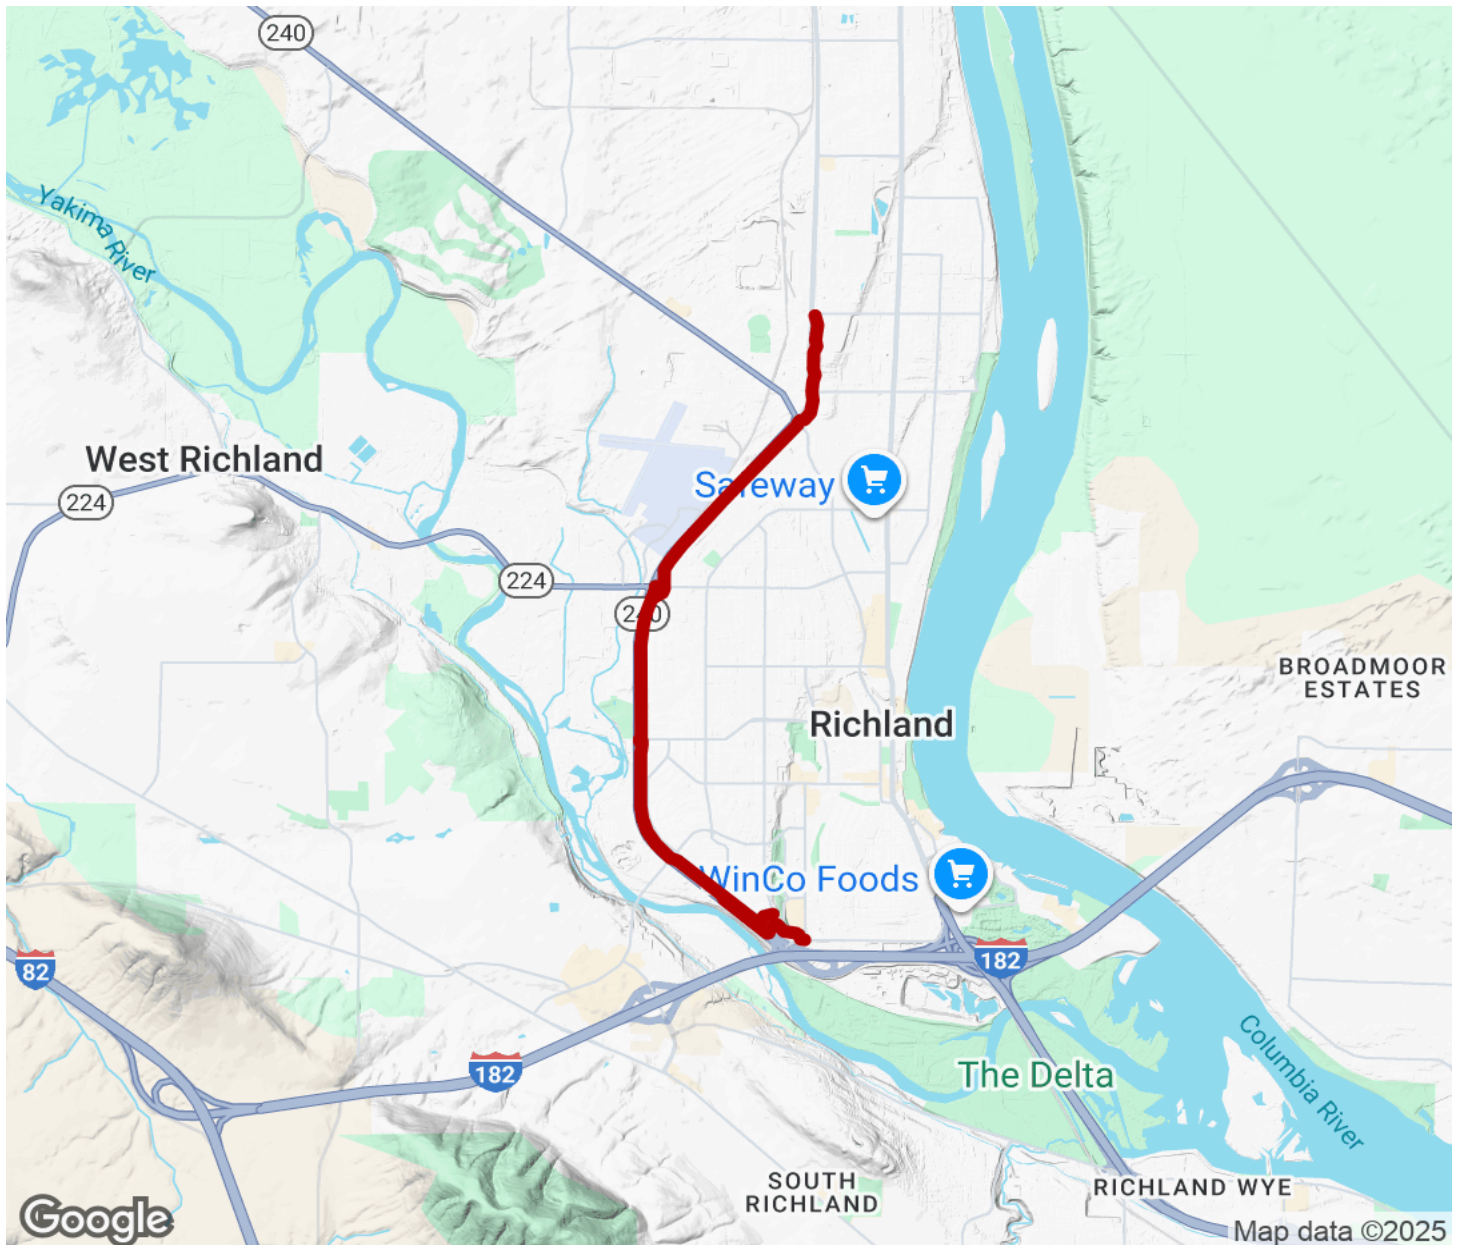 240
Yakima River
West Richland
224
Safeway
224
240
BROADMOOR
ESTATES
Richland
WinCo Foods
82
182
182
The Delta
Columbia River
SOUTH
RICHLAND
RICHLAND WYE
Google
Map data ©2025